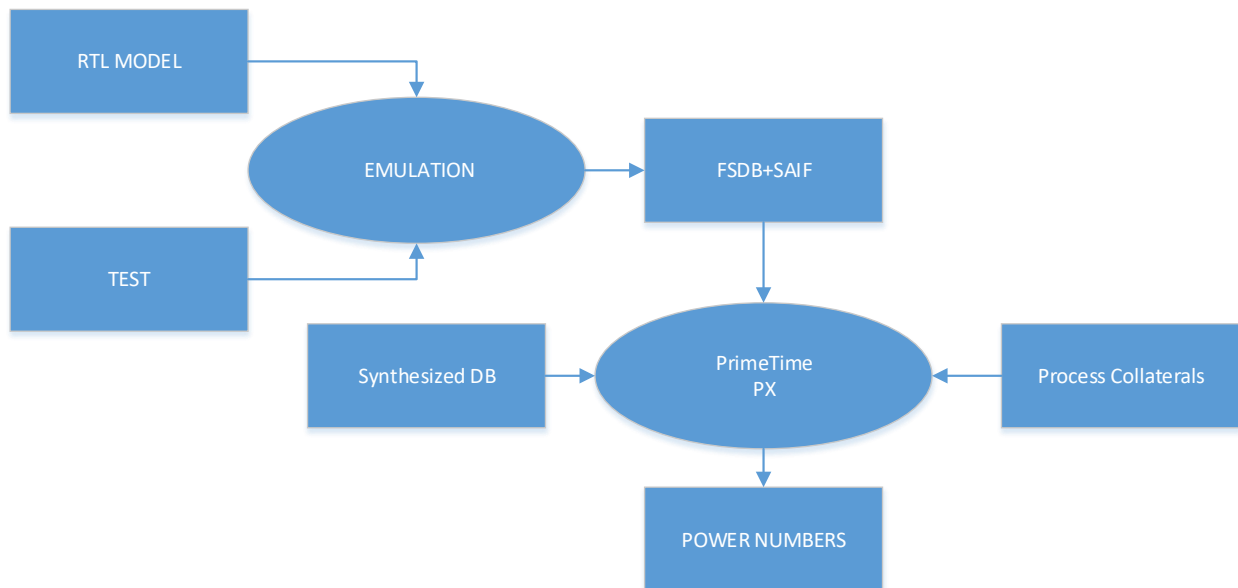 RTL MODEL
EMULATION
FSDB+SAIF
TEST
Synthesized DB
PrimeTime
PX
Process Collaterals
POWER NUMBERS